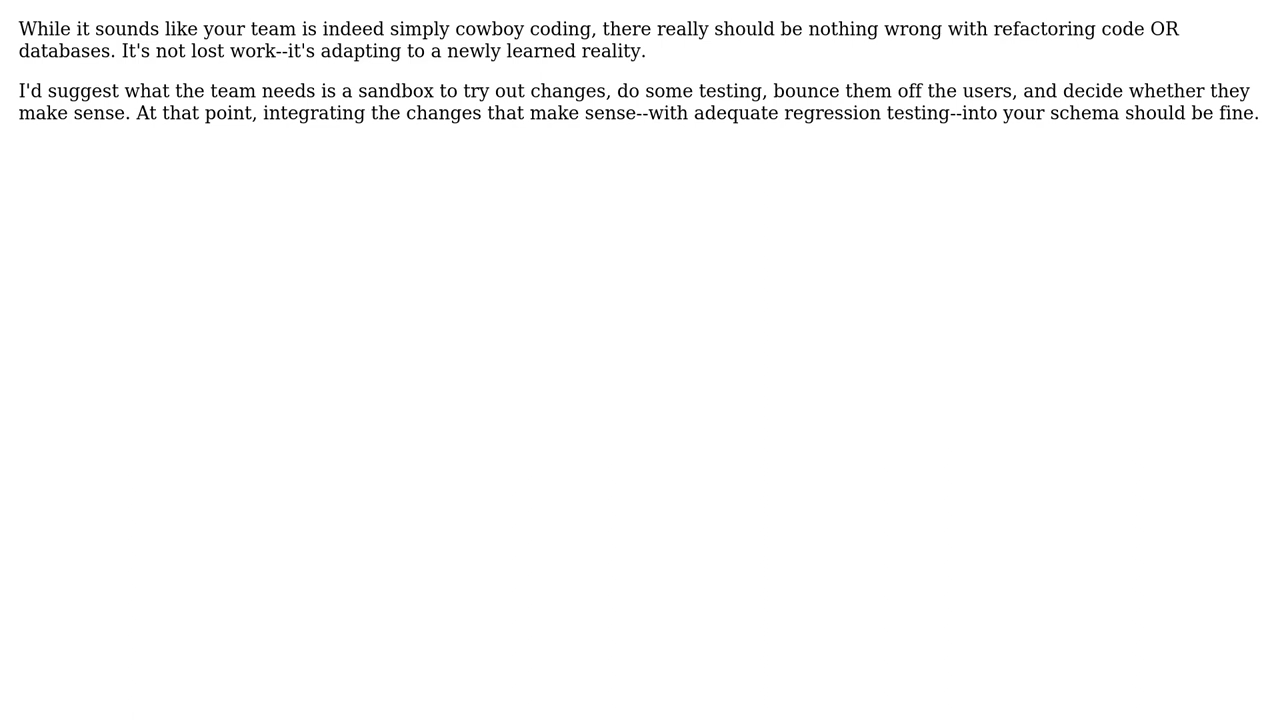 While it sounds like your team is indeed simply cowboy coding, there really should be nothing wrong with refactoring code OR
databases. It's not lost work--it's adapting to a newly learned reality.
I'd suggest what the team needs is a sandbox to try out changes, do some testing, bounce them off the users, and decide whether they
make sense. At that point, integrating the changes that make sense--with adequate regression testing--into your schema should be fine.